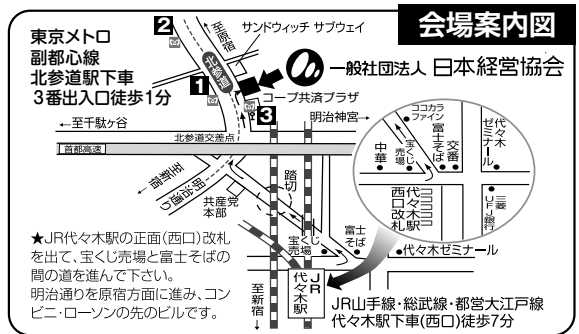 会場案内図
東京メトロ
副都心線
北参道駅下車
3番出入口徒歩1分
2
至原宿
サンドウィッチ サブウェイ
北参道
1
一般社団法人 日本経営協会
コープ共済プラザ
3
明治神宮→
←至千駄ヶ谷
北参道交差点
首都高速
至新宿
明治通り
共産党
本部
踏切
ココカラ
ファイン
中華
宝くじ
売場
富士そば
交番
代々木
ゼミナール
代々木駅
西口改札
三菱
UFJ
銀行
★JR代々木駅の正面(西口)改札
を出て、宝くじ売場と富士そばの
間の道を進んで下さい。
明治通りを原宿方面に進み、コン
ビニ・ローソンの先のビルです。
宝くじ
売場
富士
そば
代々木ゼミナール
至新宿
JR
代々木駅
JR山手線・総武線・都営大江戸線
代々木駅下車(西口)徒歩7分